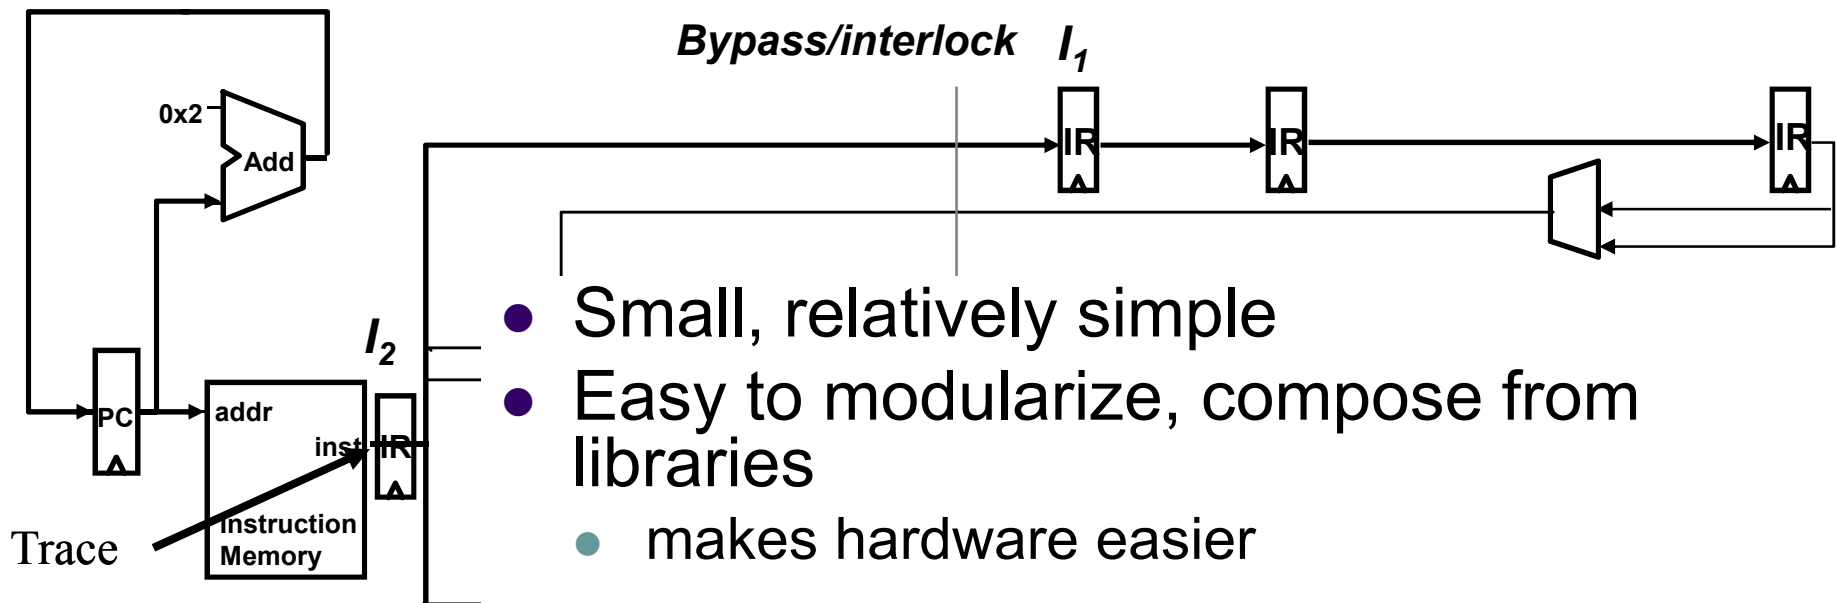 Bypass/interlock I1
0x2
Add
IR IR IR
I2
PC
addr
inst
IR
Instruction
Memory
Trace
Small, relatively simple
Easy to modularize, compose from
libraries
makes hardware easier